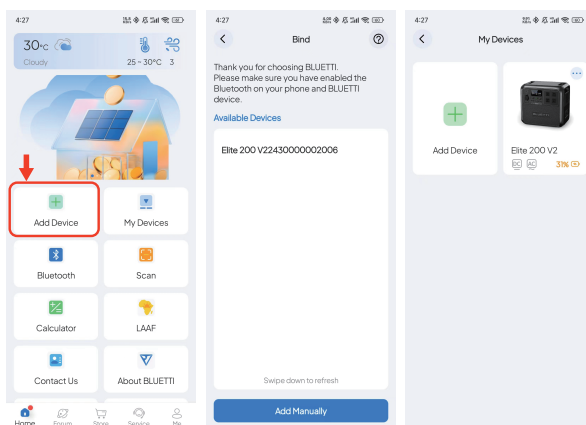 4:27
30°C
Cloudy
25 ~ 30°C 3
Add Device
My Devices
Bluetooth
Scan
Calculator
LAAF
Contact Us
About BLUETTI
Home
Forum
Store
Service
Me
4:27
Bind
Thank you for choosing BLUETTI.
Please make sure you have enabled the
Bluetooth on your phone and BLUETTI
device.
Available Devices
Elite 200 V22430000002006
Swipe down to refresh
Add Manually
4:27
My Devices
Add Device
Elite 200 V2
DC AC 31%